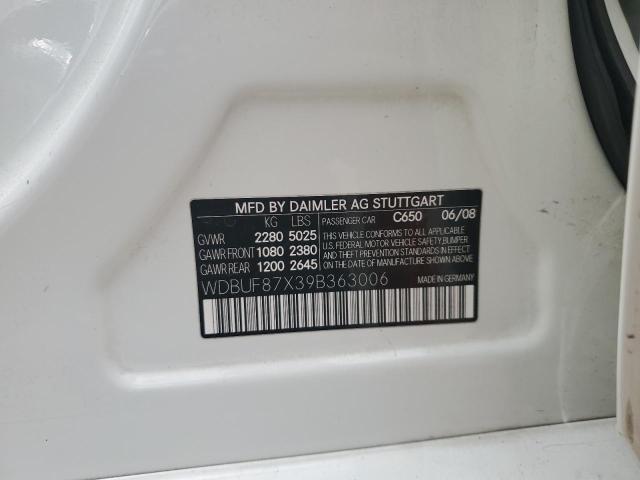 MFD BY DAIMLER AG STUTTGART
KG LBS PASSENGER CAR C650 06/08
GVWR 2280 5025
GAWR FRONT 1080 2380
GAWR REAR 1200 2645
THIS VEHICLE CONFORMS TO ALL APPLICABLE
U.S. FEDERAL MOTOR VEHICLE SAFETY, BUMPER
AND THEFT PREVENTION STANDARDS IN EFFECT
ON THE DATE OF MANUFACTURE SHOWN ABOVE
WDBUF87X39B363006
MADE IN GERMANY